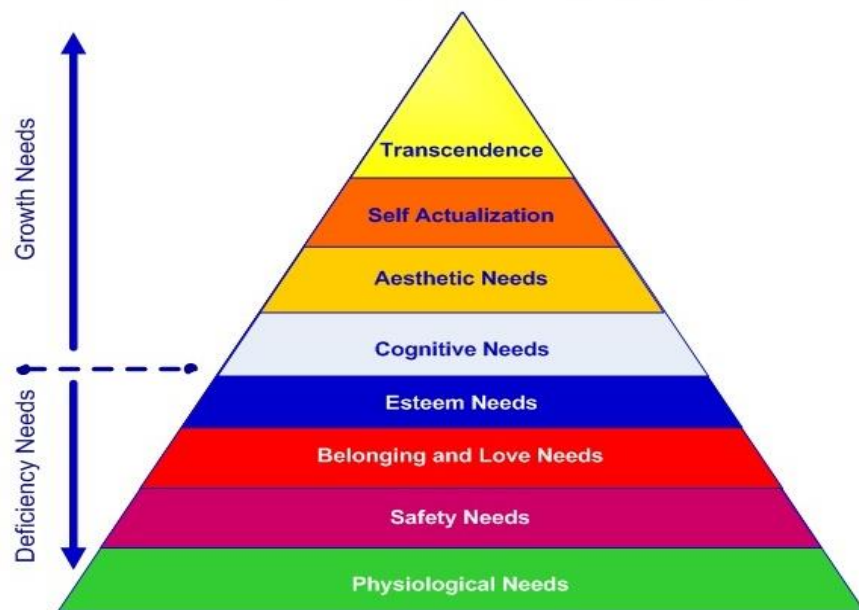 Growth Needs
Deficiency Needs
Transcendence
Self Actualization
Aesthetic Needs
Cognitive Needs
Esteem Needs
Belonging and Love Needs
Safety Needs
Physiological Needs